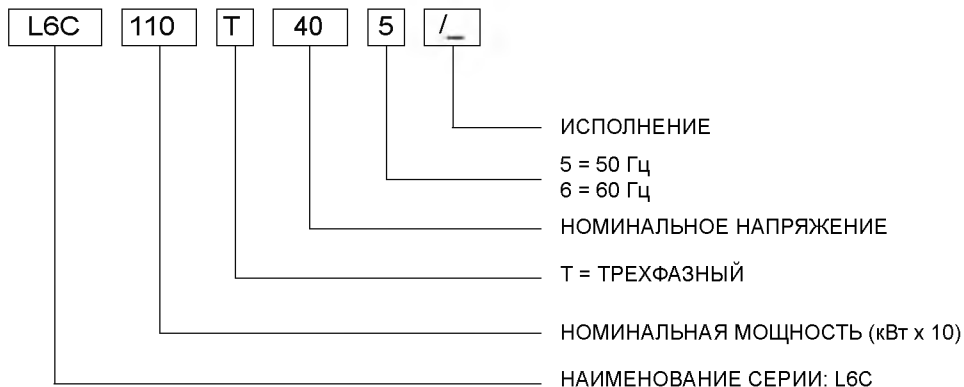 L6C 110 T 40 5 /_
ИСПОЛНЕНИЕ
5 = 50 Гц
6 = 60 Гц
НОМИНАЛЬНОЕ НАПРЯЖЕНИЕ
Т = ТРЕХФАЗНЫЙ
НОМИНАЛЬНАЯ МОЩНОСТЬ (кВт x 10)
НАИМЕНОВАНИЕ СЕРИИ: L6C